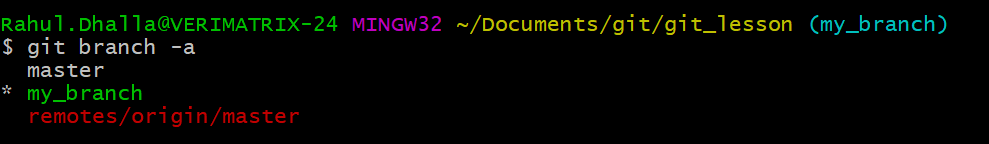 Rahul.Dhalla@VERIMATRIX-24 MINGW32 ~/Documents/git/git_lesson (my_branch)
$ git branch -a
  master
* my_branch
  remotes/origin/master